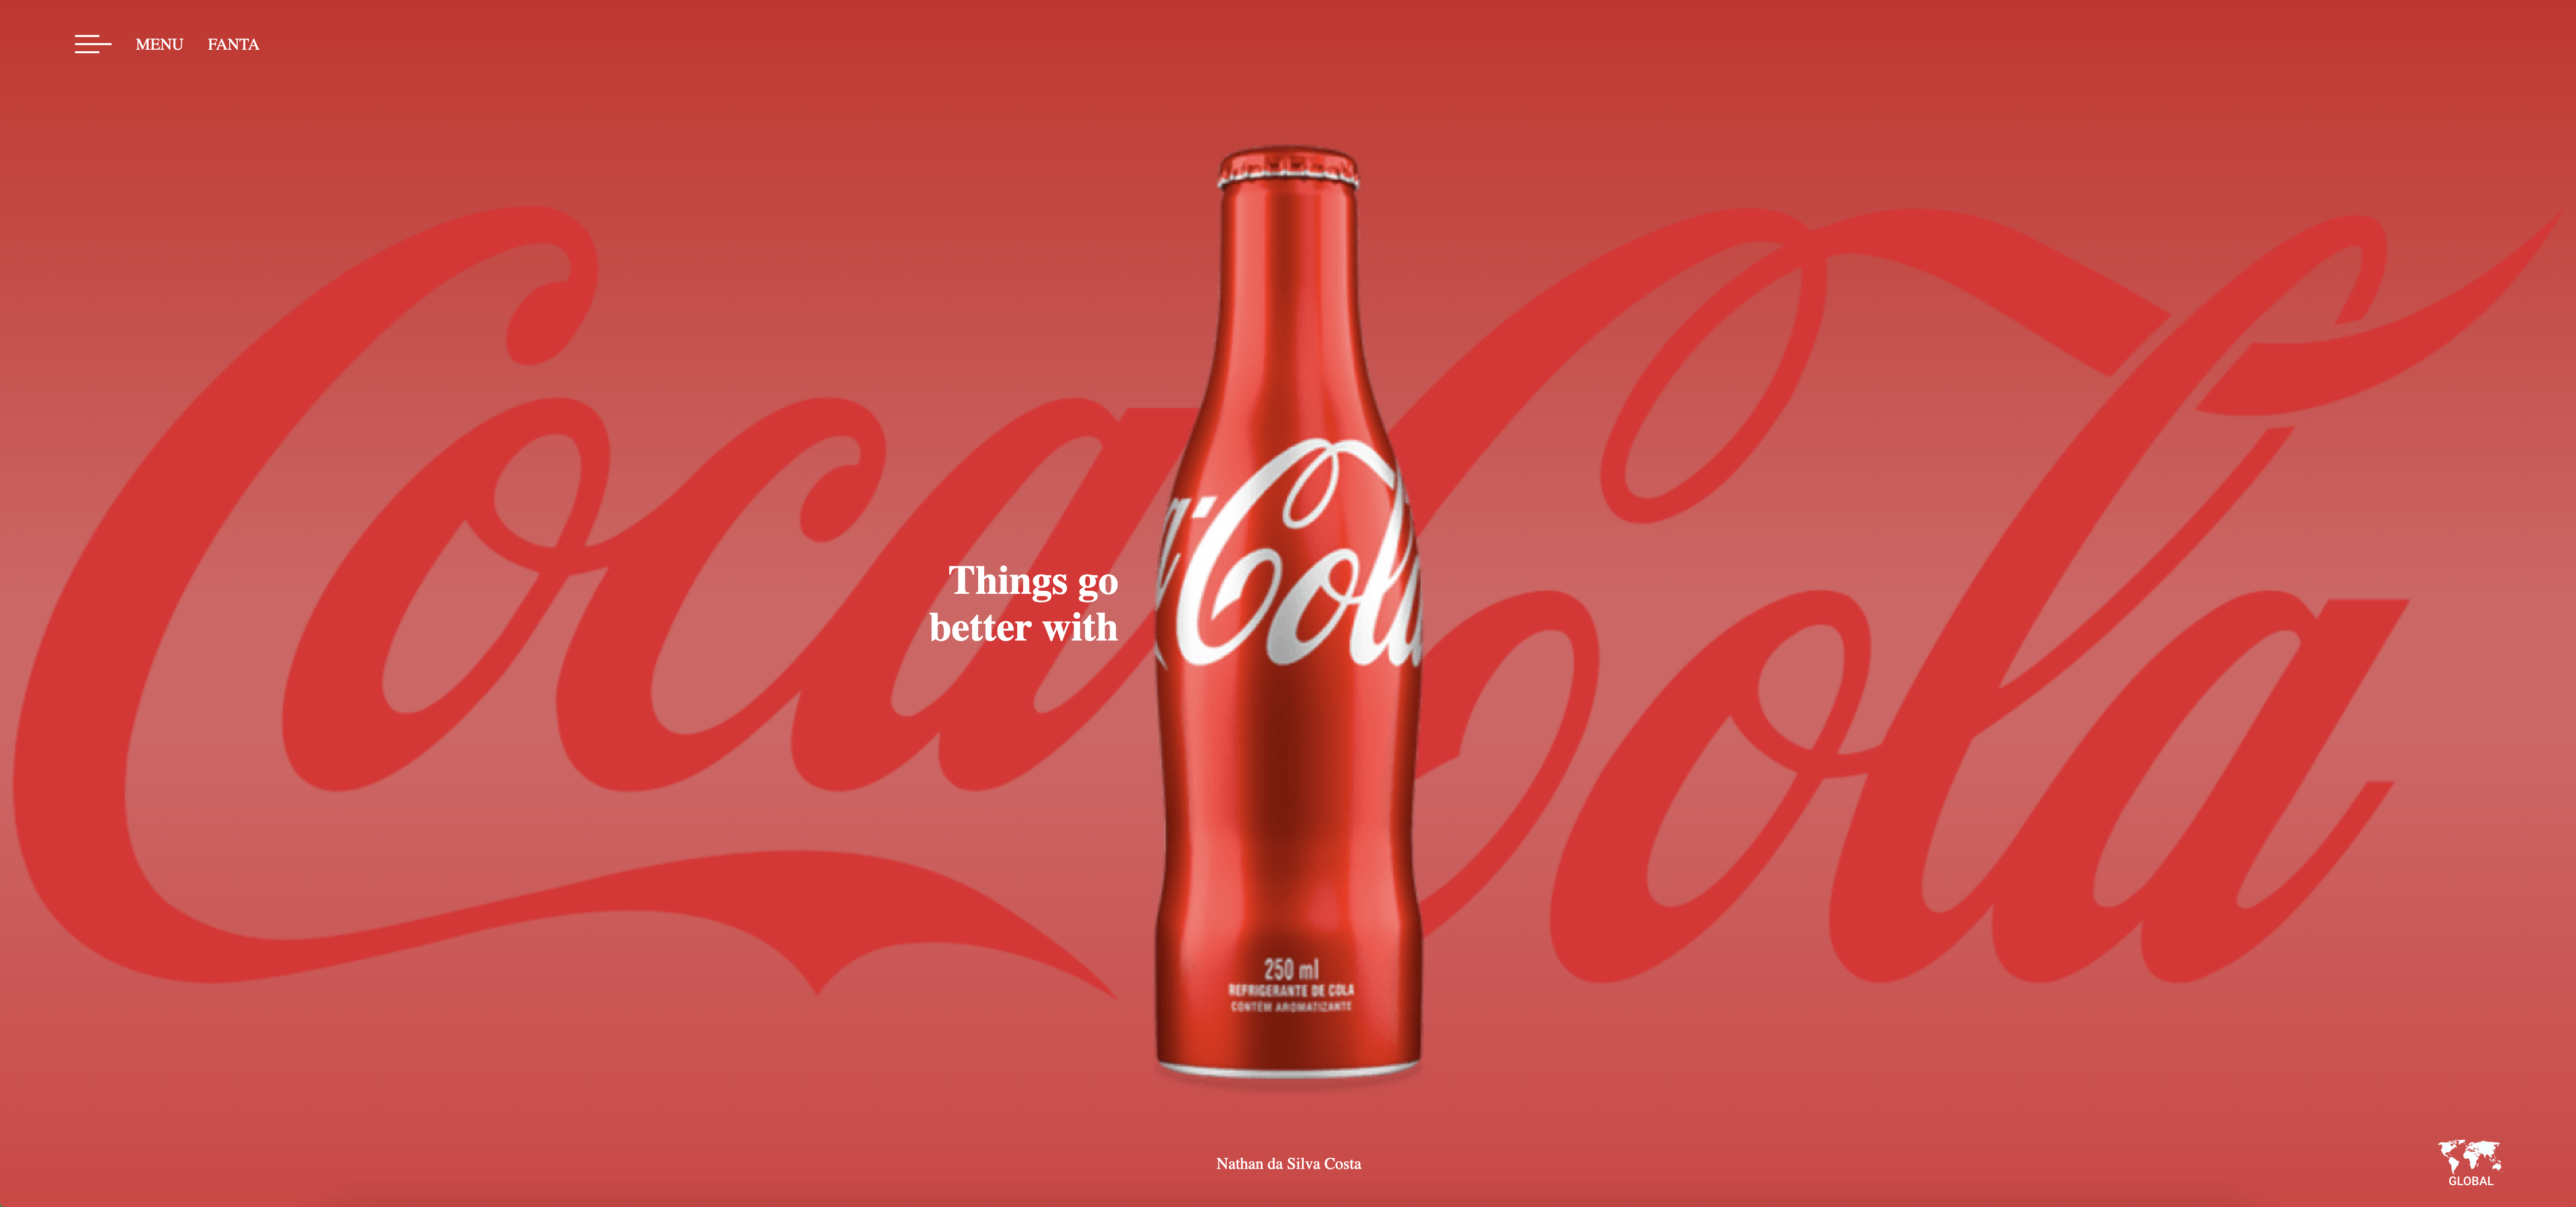 MENU FANTA
Coca Cola
a-Cola
Things go
better with
250 ml
REFRIGERANTE DE COLA
CONTÉM AROMATIZANTE
Nathan da Silva Costa
GLOBAL